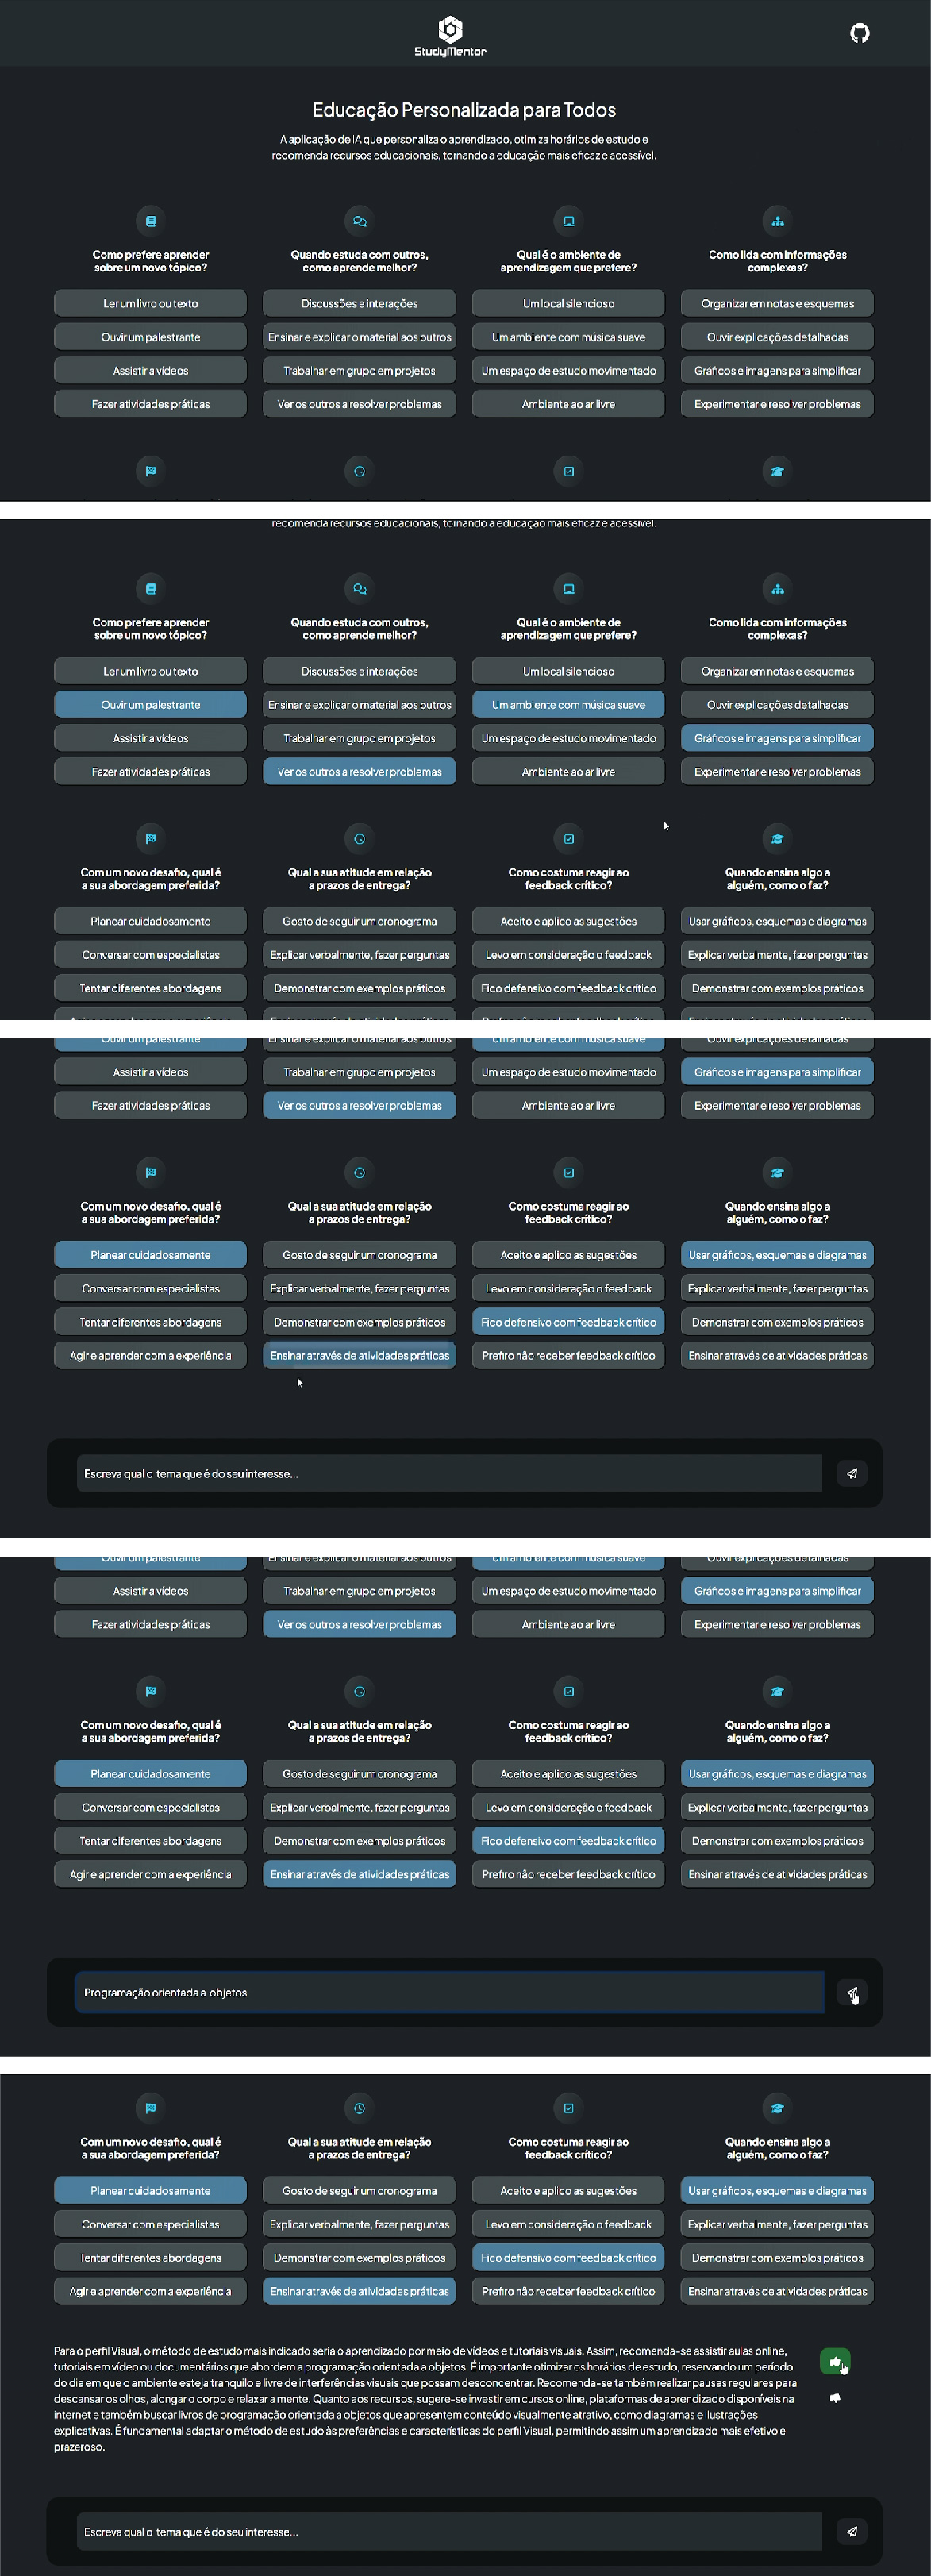 StudyMentor
Educação Personalizada para Todos
A aplicação de IA que personaliza o aprendizado, otimiza horários de estudo e
recomenda recursos educacionais, tornando a educação mais eficaz e acessível.
Como prefere aprender
sobre um novo tópico?
Ler um livro ou texto
Ouvir um palestrante
Assistir a vídeos
Fazer atividades práticas
Quando estuda com outros,
como aprende melhor?
Discussões e interações
Ensinar e explicar o material aos outros
Trabalhar em grupo em projetos
Ver os outros a resolver problemas
Qual é o ambiente de
aprendizagem que prefere?
Um local silencioso
Um ambiente com música suave
Um espaço de estudo movimentado
Ambiente ao ar livre
Como lida com informações
complexas?
Organizar em notas e esquemas
Ouvir explicações detalhadas
Gráficos e imagens para simplificar
Experimentar e resolver problemas
recomenda recursos educacionais, tornando a educação mais eficaz e acessível.
Como prefere aprender
sobre um novo tópico?
Ler um livro ou texto
Ouvir um palestrante
Assistir a vídeos
Fazer atividades práticas
Quando estuda com outros,
como aprende melhor?
Discussões e interações
Ensinar e explicar o material aos outros
Trabalhar em grupo em projetos
Ver os outros a resolver problemas
Qual é o ambiente de
aprendizagem que prefere?
Um local silencioso
Um ambiente com música suave
Um espaço de estudo movimentado
Ambiente ao ar livre
Como lida com informações
complexas?
Organizar em notas e esquemas
Ouvir explicações detalhadas
Gráficos e imagens para simplificar
Experimentar e resolver problemas
Com um novo desafio, qual é
a sua abordagem preferida?
Planear cuidadosamente
Conversar com especialistas
Tentar diferentes abordagens
Agir e aprender com a experiência
Qual a sua atitude em relação
a prazos de entrega?
Gosto de seguir um cronograma
Explicar verbalmente, fazer perguntas
Demonstrar com exemplos práticos
Ensinar através de atividades práticas
Como costuma reagir ao
feedback crítico?
Aceito e aplico as sugestões
Levo em consideração o feedback
Fico defensivo com feedback crítico
Prefiro não receber feedback crítico
Quando ensina algo a
alguém, como o faz?
Usar gráficos, esquemas e diagramas
Explicar verbalmente, fazer perguntas
Demonstrar com exemplos práticos
Ensinar através de atividades práticas
Ouvir um palestrante
Assistir a vídeos
Fazer atividades práticas
Ensinar e explicar o material aos outros
Trabalhar em grupo em projetos
Ver os outros a resolver problemas
Um ambiente com música suave
Um espaço de estudo movimentado
Ambiente ao ar livre
Ouvir explicações detalhadas
Gráficos e imagens para simplificar
Experimentar e resolver problemas
Com um novo desafio, qual é
a sua abordagem preferida?
Planear cuidadosamente
Conversar com especialistas
Tentar diferentes abordagens
Agir e aprender com a experiência
Qual a sua atitude em relação
a prazos de entrega?
Gosto de seguir um cronograma
Explicar verbalmente, fazer perguntas
Demonstrar com exemplos práticos
Ensinar através de atividades práticas
Como costuma reagir ao
feedback crítico?
Aceito e aplico as sugestões
Levo em consideração o feedback
Fico defensivo com feedback crítico
Prefiro não receber feedback crítico
Quando ensina algo a
alguém, como o faz?
Usar gráficos, esquemas e diagramas
Explicar verbalmente, fazer perguntas
Demonstrar com exemplos práticos
Ensinar através de atividades práticas
Escreva qual o tema que é do seu interesse...
Ouvir um palestrante
Assistir a vídeos
Fazer atividades práticas
Ensinar e explicar o material aos outros
Trabalhar em grupo em projetos
Ver os outros a resolver problemas
Um ambiente com música suave
Um espaço de estudo movimentado
Ambiente ao ar livre
Ouvir explicações detalhadas
Gráficos e imagens para simplificar
Experimentar e resolver problemas
Com um novo desafio, qual é
a sua abordagem preferida?
Planear cuidadosamente
Conversar com especialistas
Tentar diferentes abordagens
Agir e aprender com a experiência
Qual a sua atitude em relação
a prazos de entrega?
Gosto de seguir um cronograma
Explicar verbalmente, fazer perguntas
Demonstrar com exemplos práticos
Ensinar através de atividades práticas
Como costuma reagir ao
feedback crítico?
Aceito e aplico as sugestões
Levo em consideração o feedback
Fico defensivo com feedback crítico
Prefiro não receber feedback crítico
Quando ensina algo a
alguém, como o faz?
Usar gráficos, esquemas e diagramas
Explicar verbalmente, fazer perguntas
Demonstrar com exemplos práticos
Ensinar através de atividades práticas
Programação orientada a objetos
Com um novo desafio, qual é
a sua abordagem preferida?
Planear cuidadosamente
Conversar com especialistas
Tentar diferentes abordagens
Agir e aprender com a experiência
Qual a sua atitude em relação
a prazos de entrega?
Gosto de seguir um cronograma
Explicar verbalmente, fazer perguntas
Demonstrar com exemplos práticos
Ensinar através de atividades práticas
Como costuma reagir ao
feedback crítico?
Aceito e aplico as sugestões
Levo em consideração o feedback
Fico defensivo com feedback crítico
Prefiro não receber feedback crítico
Quando ensina algo a
alguém, como o faz?
Usar gráficos, esquemas e diagramas
Explicar verbalmente, fazer perguntas
Demonstrar com exemplos práticos
Ensinar através de atividades práticas
Para o perfil Visual, o método de estudo mais indicado seria o aprendizado por meio de vídeos e tutoriais visuais. Assim, recomenda-se assistir aulas online,
tutoriais em vídeo ou documentários que abordem a programação orientada a objetos. É importante otimizar os horários de estudo, reservando um período
do dia em que o ambiente esteja tranquilo e livre de interferências visuais que possam desconcentrar. Recomenda-se também realizar pausas regulares para
descansar os olhos, alongar o corpo e relaxar a mente. Quanto aos recursos, sugere-se investir em cursos online, plataformas de aprendizado disponíveis na
internet e também buscar livros de programação orientada a objetos que apresentem conteúdo visualmente atrativo, como diagramas e ilustrações
explicativas. É fundamental adaptar o método de estudo às preferências e características do perfil Visual, permitindo assim um aprendizado mais efetivo e
prazeroso.
Escreva qual o tema que é do seu interesse...